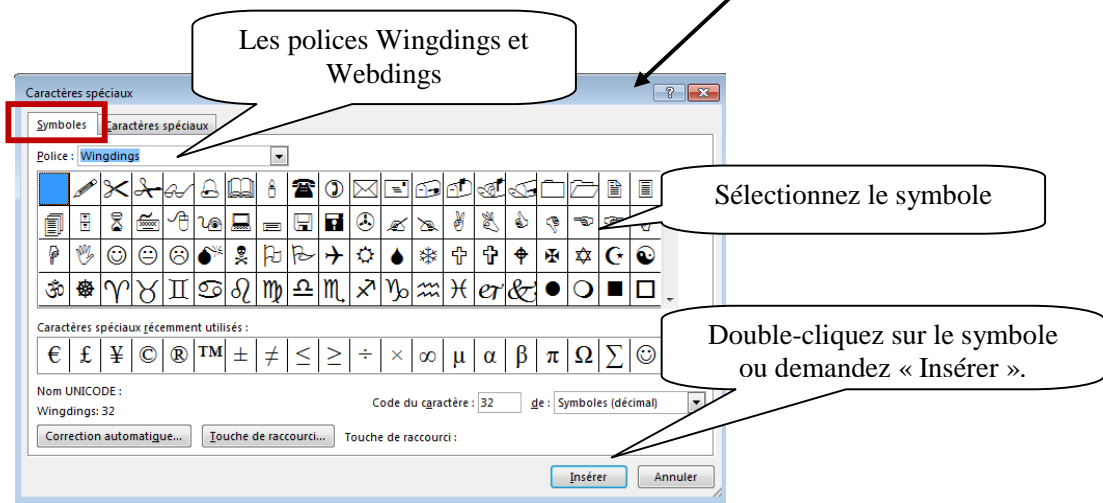 Les polices Wingdings et
Webdings
Caractères spéciaux
Symboles Caractères spéciaux
Police : Wingdings
Sélectionnez le symbole
Caractères spéciaux récemment utilisés :
€ £ ¥ © ® ™ ± ≠ ≤ ≥ ÷ × ∞ µ α β π Ω ∑ ☺
Double-cliquez sur le symbole
ou demandez « Insérer ».
Nom UNICODE :
Wingdings: 32
Code du caractère : 32 de : Symboles (décimal)
Correction automatique... Touche de raccourci... Touche de raccourci :
Insérer Annuler